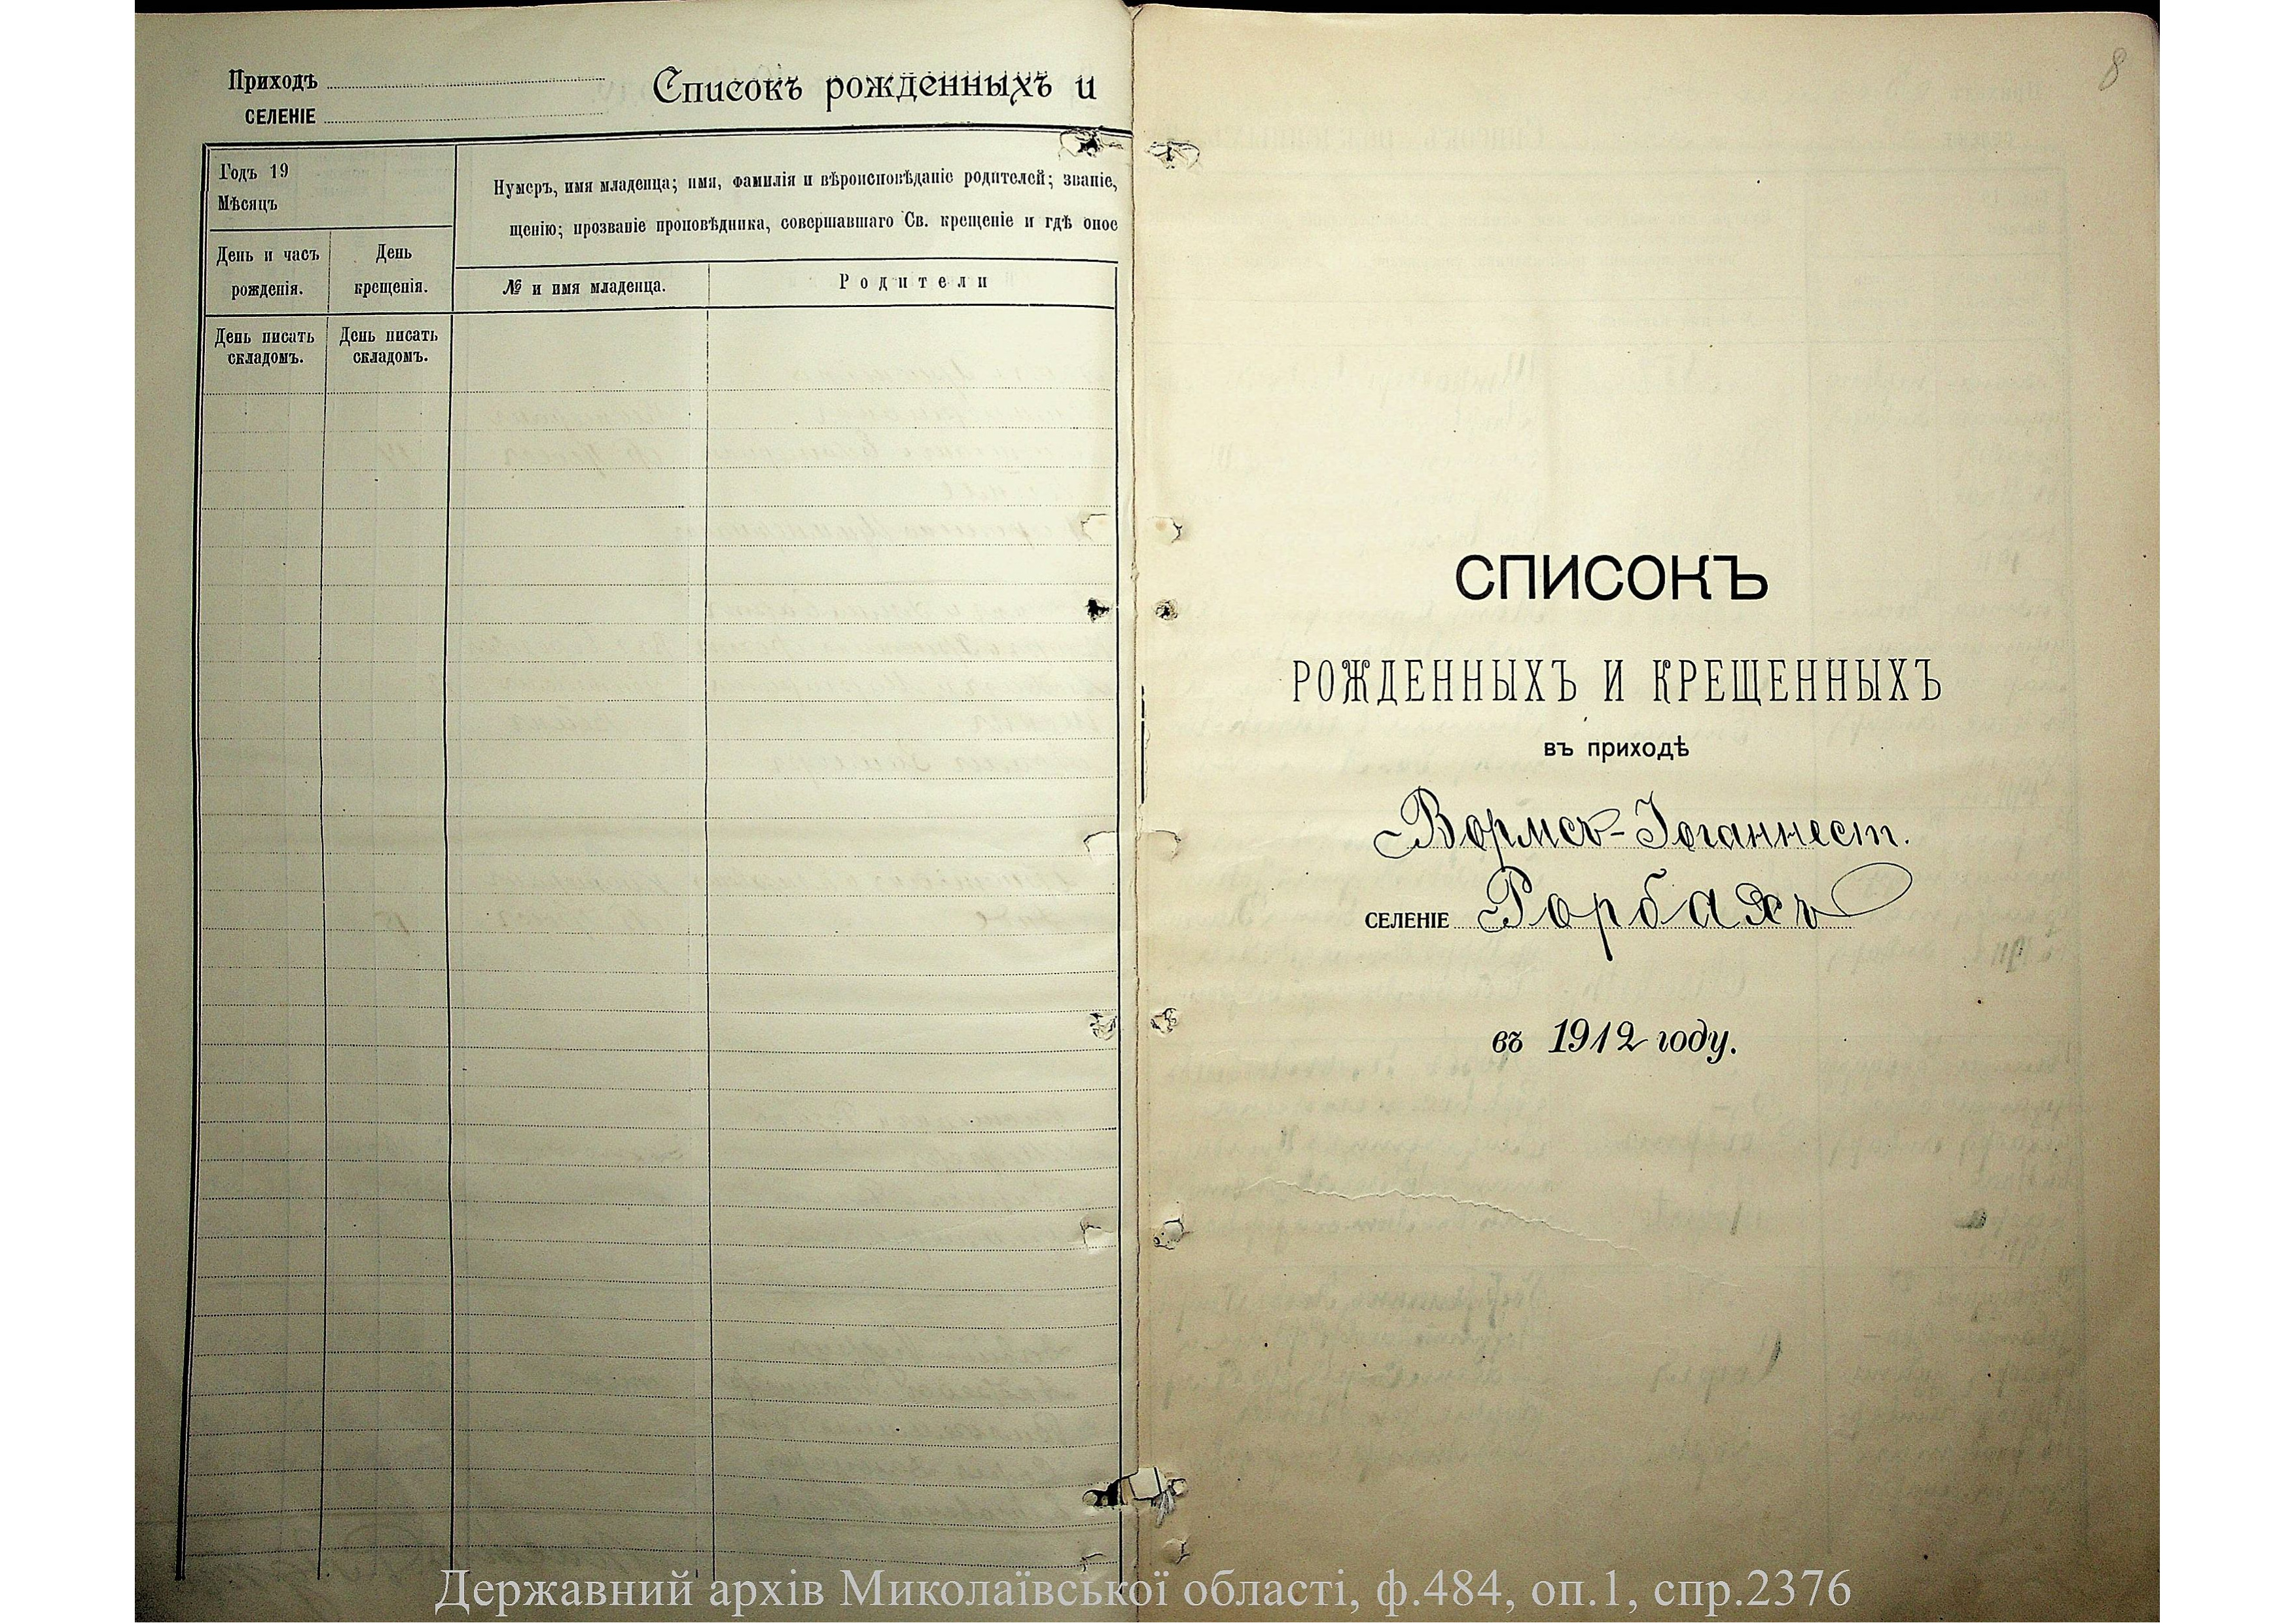 Приходъ
СЕЛЕНІЕ
Списокъ рожденныхъ и
Годъ 19
Мѣсяцъ
День и часъ рожденія.
День крещенія.
Нумеръ, имя младенца; имя, фамилія и вѣроисповѣданіе родителей; званіе,
щенію; прозваніе проповѣдника, совершавшаго Св. крещеніе и гдѣ оное
№ и имя младенца.
Родители
День писать складомъ.
День писать складомъ.
8
СПИСОКЪ
РОЖДЕННЫХЪ И КРЕЩЕННЫХЪ
въ приходѣ
Вормсъ-Іоганнест.
СЕЛЕНІЕ Рорбахъ
въ 1912 году.
Державний архів Миколаївської області, ф.484, оп.1, спр.2376